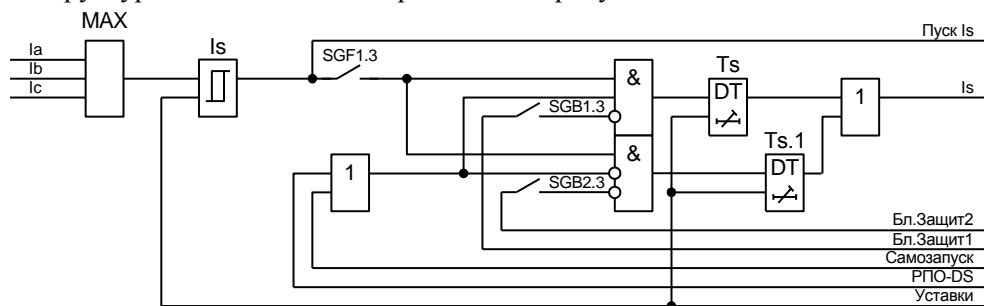 MAX
Ia
Ib
Ic
Is
SGF1.3
Пуск Is
&
SGB1.3
Ts
DT
1
Is
1
&
SGB2.3
Ts.1
DT
Бл.Защит2
Бл.Защит1
Самозапуск
РПО-DS
Уставки